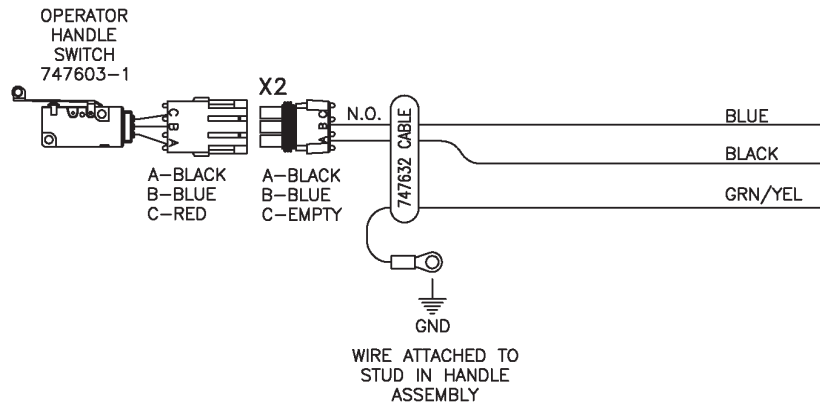 OPERATOR
HANDLE
SWITCH
747603-1
C
B
A
A-BLACK
B-BLUE
C-RED
X2
A-BLACK
B-BLUE
C-EMPTY
C
B
A
N.O.
747632 CABLE
BLUE
BLACK
GRN/YEL
GND
WIRE ATTACHED TO
STUD IN HANDLE
ASSEMBLY